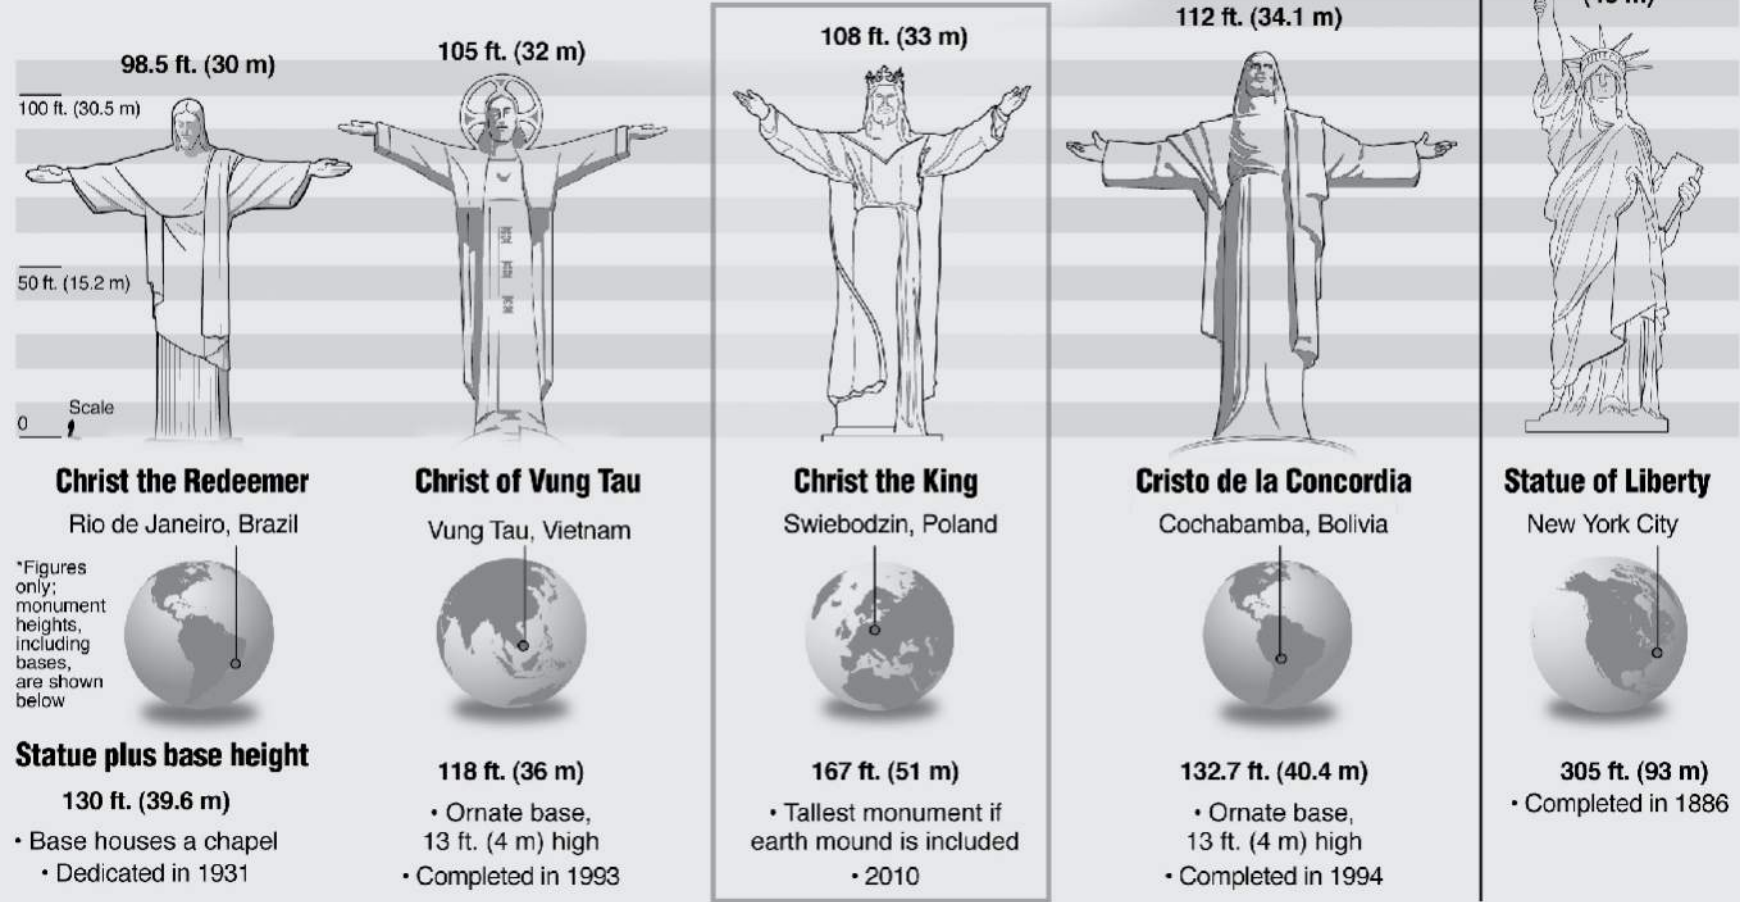 98.5 ft. (30 m)
105 ft. (32 m)
108 ft. (33 m)
112 ft. (34.1 m)
100 ft. (30.5 m)
50 ft. (15.2 m)
Scale
0
Christ the Redeemer
Rio de Janeiro, Brazil
*Figures
only;
monument
heights,
including
bases,
are shown
below
Statue plus base height
130 ft. (39.6 m)
• Base houses a chapel
• Dedicated in 1931
Christ of Vung Tau
Vung Tau, Vietnam
118 ft. (36 m)
• Ornate base,
13 ft. (4 m) high
• Completed in 1993
Christ the King
Swiebodzin, Poland
167 ft. (51 m)
• Tallest monument if
earth mound is included
• 2010
Cristo de la Concordia
Cochabamba, Bolivia
132.7 ft. (40.4 m)
• Ornate base,
13 ft. (4 m) high
• Completed in 1994
Statue of Liberty
New York City
305 ft. (93 m)
• Completed in 1886